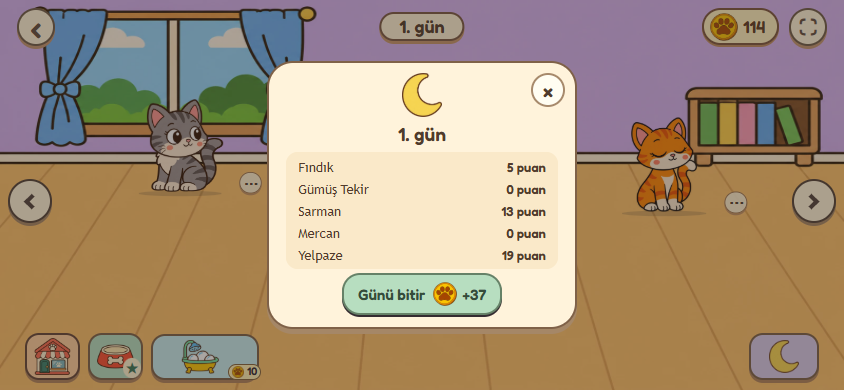 1. gün
114
1. gün
Fındık 5 puan
Gümüş Tekir 0 puan
Sarman 13 puan
Mercan 0 puan
Yelpaze 19 puan
Günü bitir +37
10